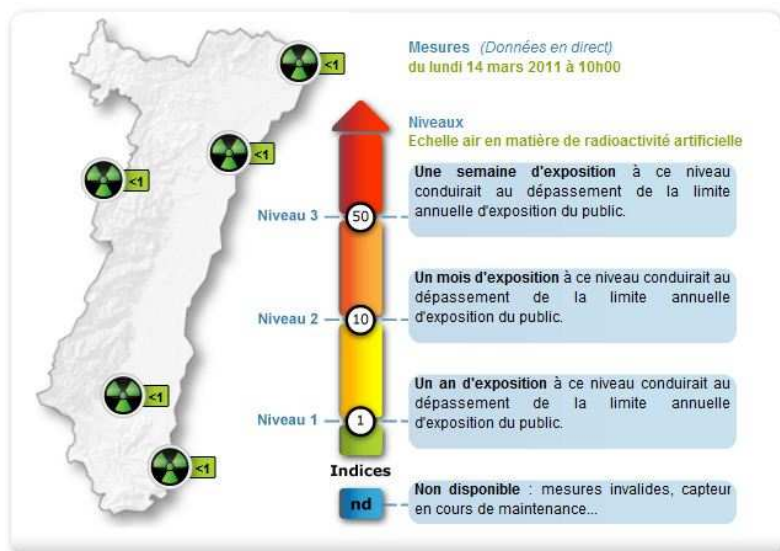 Mesures (Données en direct)
du lundi 14 mars 2011 à 10h00
<1
<1
<1
<1
<1
Niveaux
Echelle air en matière de radioactivité artificielle
Une semaine d'exposition à ce niveau
conduirait au dépassement de la limite
annuelle d'exposition du public.
Niveau 3
50
Un mois d'exposition à ce niveau conduirait au
dépassement de la limite annuelle
d'exposition du public.
Niveau 2
10
Un an d'exposition à ce niveau conduirait au
dépassement de la limite annuelle
d'exposition du public.
Niveau 1
1
Indices
nd
Non disponible : mesures invalides, capteur
en cours de maintenance...